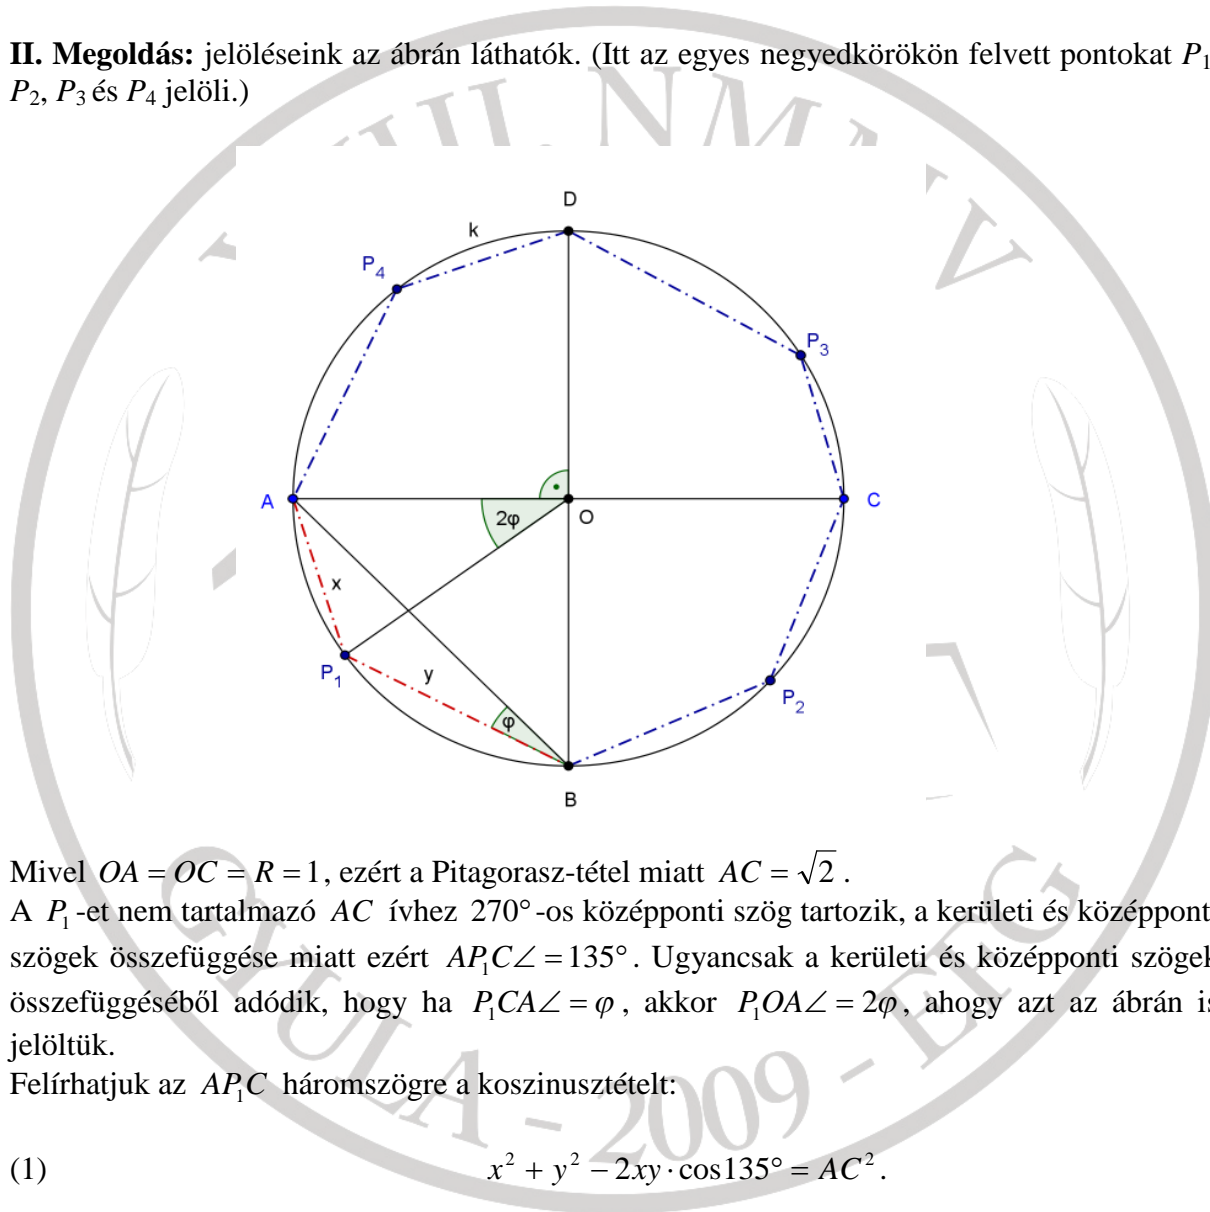 II. Megoldás: jelöléseink az ábrán láthatók. (Itt az egyes negyedkörökön felvett pontokat P₁
P₂, P₃ és P₄ jelöli.)
D
k
P₄
P₃
A
2φ
O
C
x
P₁
y
P₂
φ
B
Mivel OA = OC = R = 1, ezért a Pitagorasz-tétel miatt AC = √2 .
A P₁-et nem tartalmazó AC ívhez 270°-os középponti szög tartozik, a kerületi és középpont
szögek összefüggése miatt ezért AP₁C∠ = 135°. Ugyancsak a kerületi és középponti szögek
összefüggéséből adódik, hogy ha P₁CA∠ = φ, akkor P₁OA∠ = 2φ, ahogy azt az ábrán is
jelöltük.
Felírhatjuk az AP₁C háromszögre a koszinusztételt:
(1) x² + y² − 2xy · cos135° = AC².
GYULA - 2009 - EFG